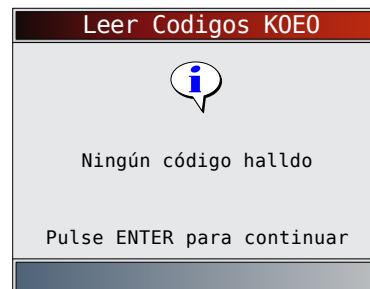 Leer Codigos KOEO
Ningún código halldo
Pulse ENTER para continuar